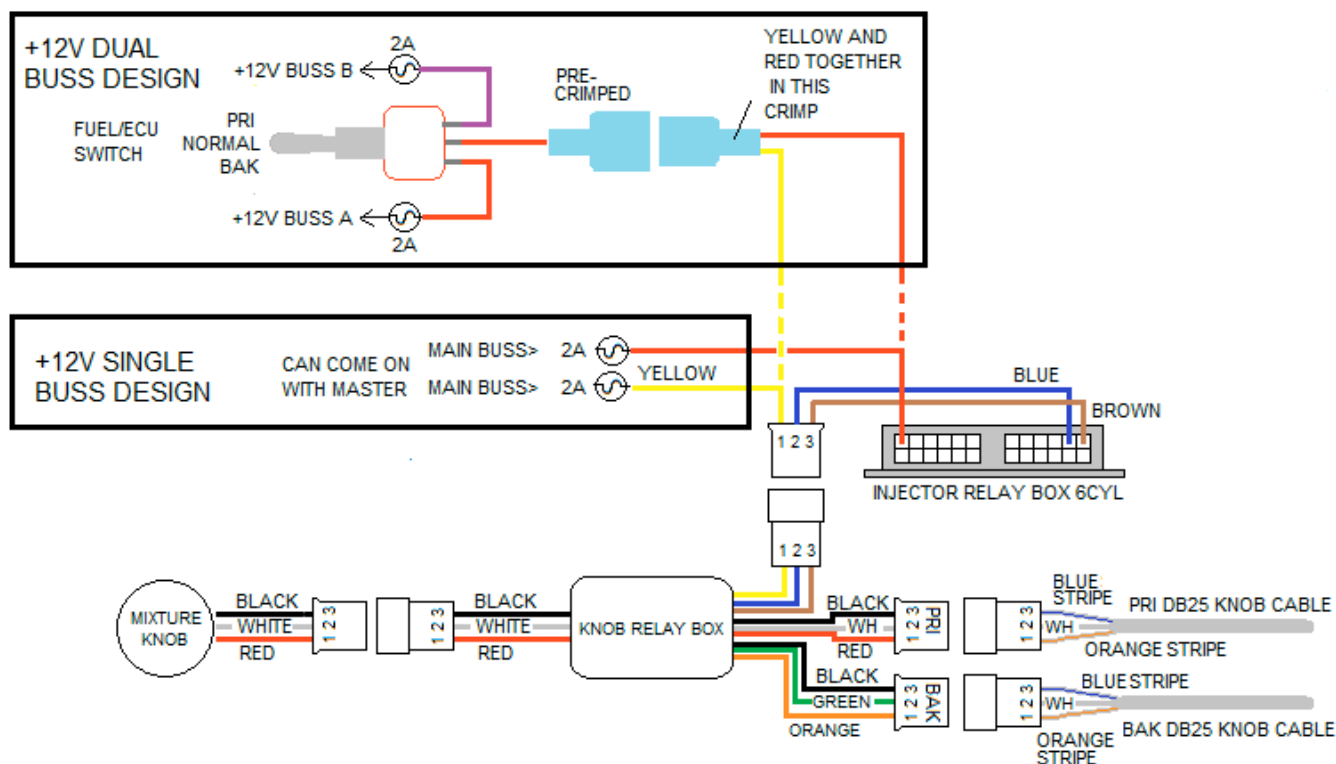 +12V DUAL
BUSS DESIGN
2A
+12V BUSS B
FUEL/ECU
SWITCH
PRI
NORMAL
BAK
+12V BUSS A
2A
PRE-
CRIMPED
YELLOW AND
RED TOGETHER
IN THIS
CRIMP
+12V SINGLE
BUSS DESIGN
CAN COME ON
WITH MASTER
MAIN BUSS> 2A
MAIN BUSS> 2A
YELLOW
BLUE
BROWN
1 2 3
INJECTOR RELAY BOX 6CYL
1 2 3
MIXTURE
KNOB
BLACK
WHITE
RED
1 2 3
1 2 3
BLACK
WHITE
RED
KNOB RELAY BOX
BLACK
WH
RED
1 2 3
PRI
1 2 3
BLUE
STRIPE
WH
ORANGE STRIPE
PRI DB25 KNOB CABLE
BLACK
GREEN
ORANGE
1 2 3
BAK
1 2 3
BLUE STRIPE
WH
ORANGE
STRIPE
BAK DB25 KNOB CABLE